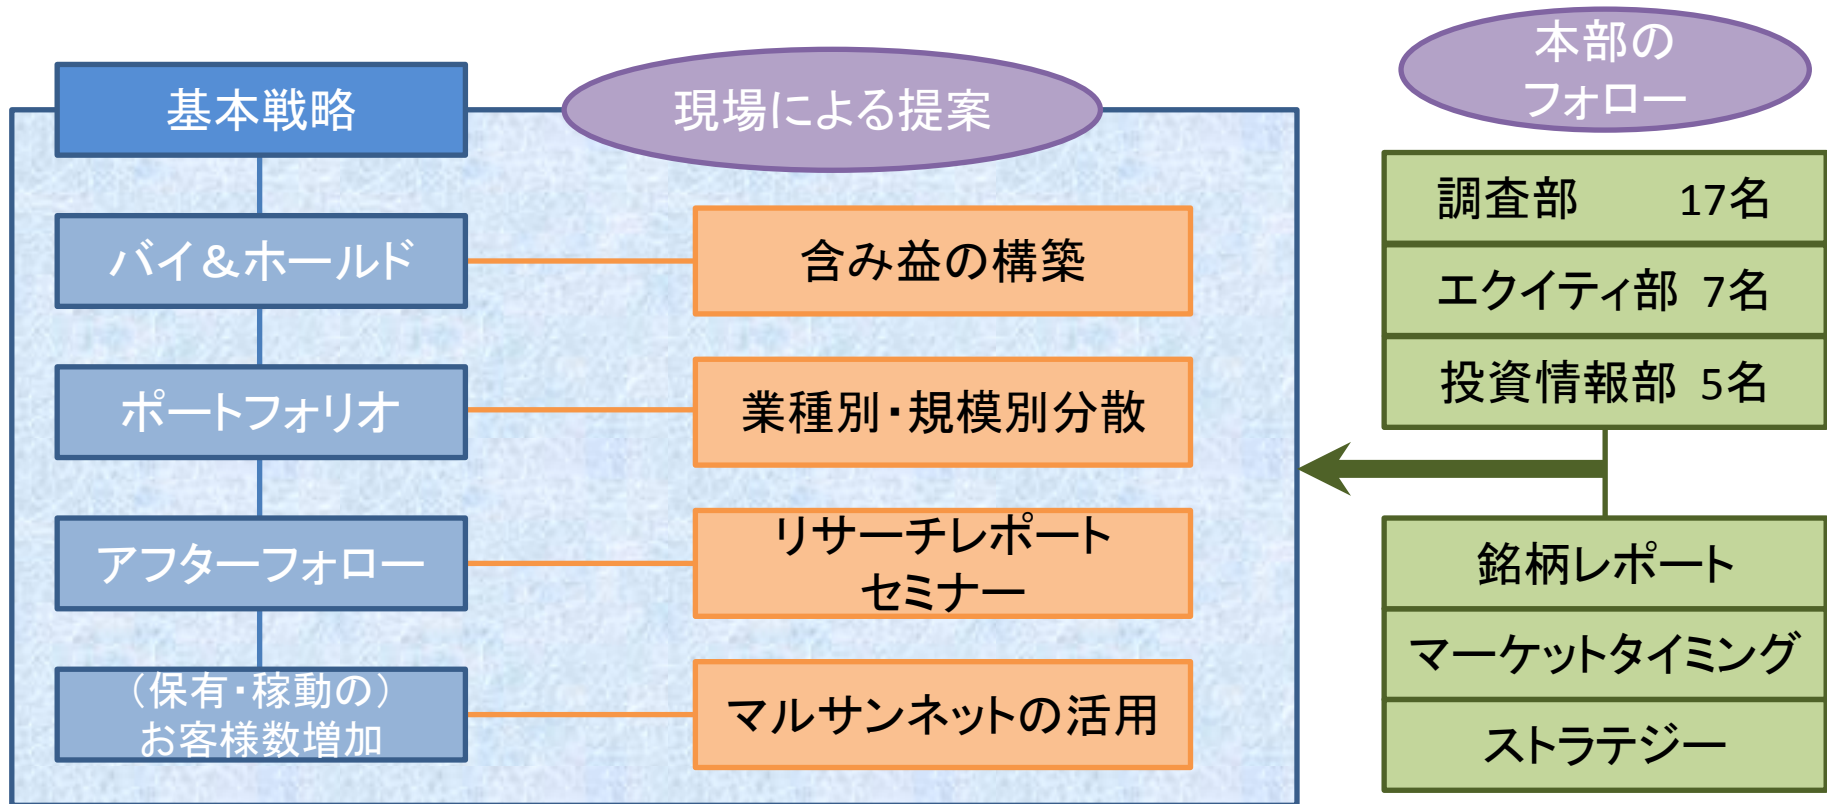 基本戦略
現場による提案
バイ＆ホールド
含み益の構築
ポートフォリオ
業種別・規模別分散
アフターフォロー
リサーチレポート
セミナー
（保有・稼動の）
お客様数増加
マルサンネットの活用
本部の
フォロー
調査部 17名
エクイティ部 7名
投資情報部 5名
銘柄レポート
マーケットタイミング
ストラテジー